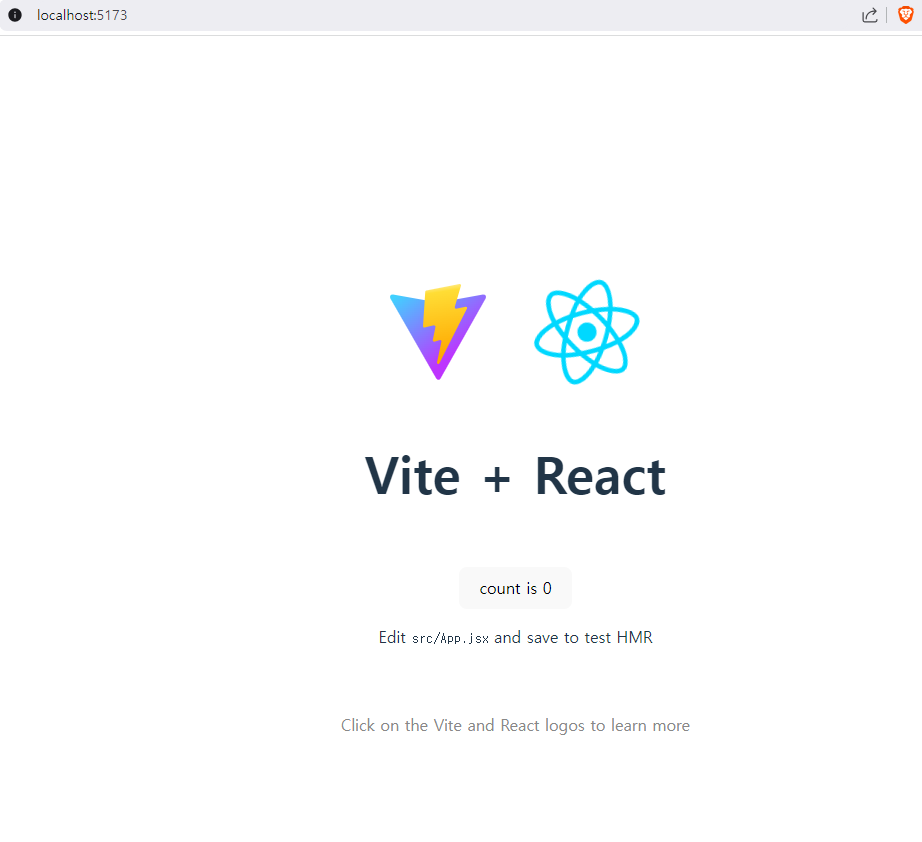 localhost:5173
Vite + React
count is 0
Edit src/App.jsx and save to test HMR
Click on the Vite and React logos to learn more